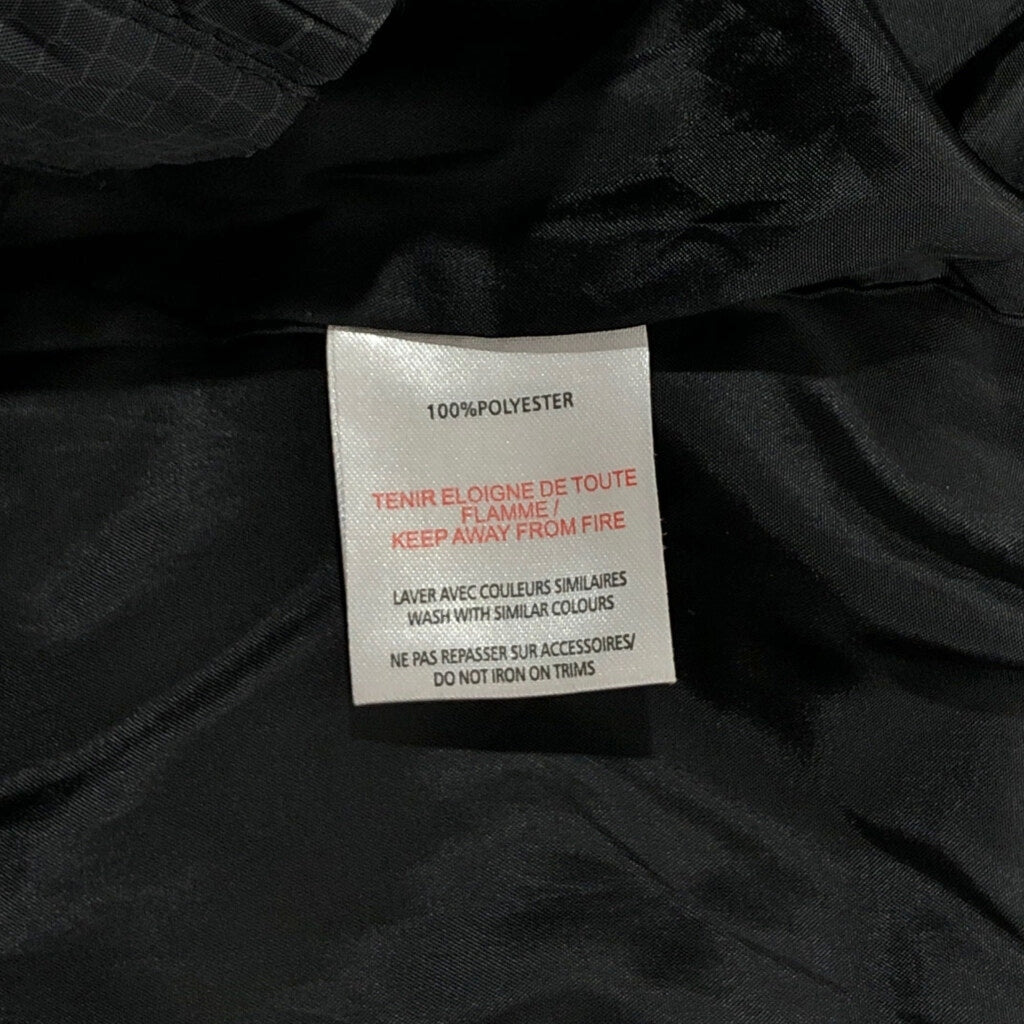 100%POLYESTER
TENIR ELOIGNE DE TOUTE
FLAMME /
KEEP AWAY FROM FIRE
LAVER AVEC COULEURS SIMILAIRES
WASH WITH SIMILAR COLOURS
NE PAS REPASSER SUR ACCESSOIRES/
DO NOT IRON ON TRIMS